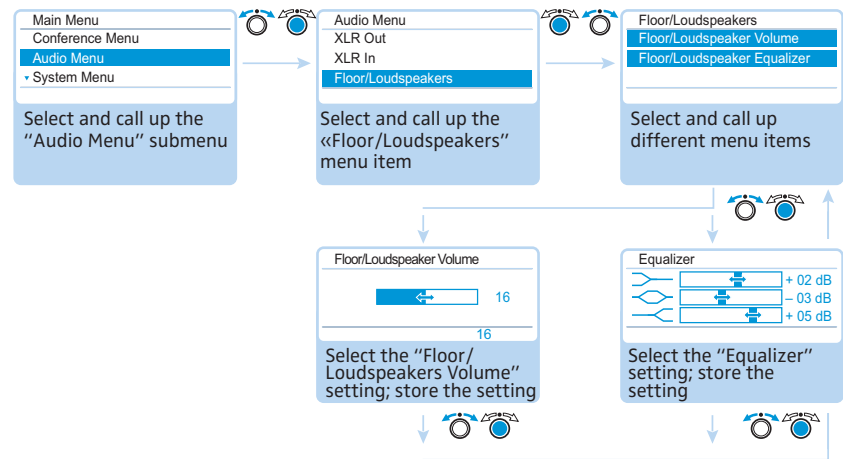 Main Menu
Conference Menu
Audio Menu
System Menu
Select and call up the
"Audio Menu" submenu
Audio Menu
XLR Out
XLR In
Floor/Loudspeakers
Select and call up the
«Floor/Loudspeakers"
menu item
Floor/Loudspeakers
Floor/Loudspeaker Volume
Floor/Loudspeaker Equalizer
Select and call up
different menu items
Floor/Loudspeaker Volume
16
16
Select the "Floor/
Loudspeakers Volume"
setting; store the setting
Equalizer
+ 02 dB
– 03 dB
+ 05 dB
Select the "Equalizer"
setting; store the
setting